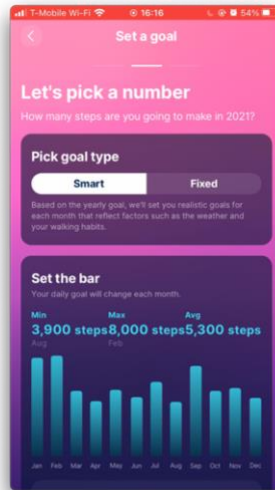 T-Mobile Wi-Fi 16:16 54%
Set a goal
Let's pick a number
How many steps are you going to make in 2021?
Pick goal type
Smart Fixed
Based on the yearly goal, we'll set you realistic goals for
each month that reflect factors such as the weather and
your walking habits.
Set the bar
Your daily goal will change each month.
Min Max Avg
3,900 steps 8,000 steps 5,300 steps
Aug Feb
Jan Feb Mar Apr May Jun Jul Aug Sep Oct Nov Dec